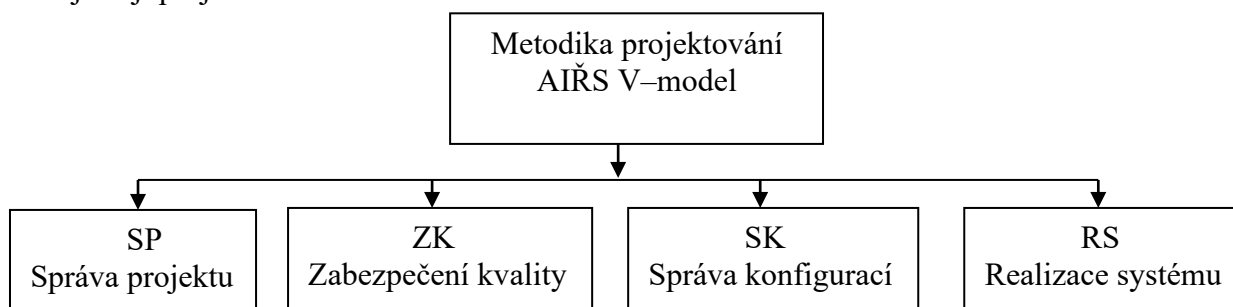 Metodika projektování
AIŘS V–model
SP
Správa projektu
ZK
Zabezpečení kvality
SK
Správa konfigurací
RS
Realizace systému